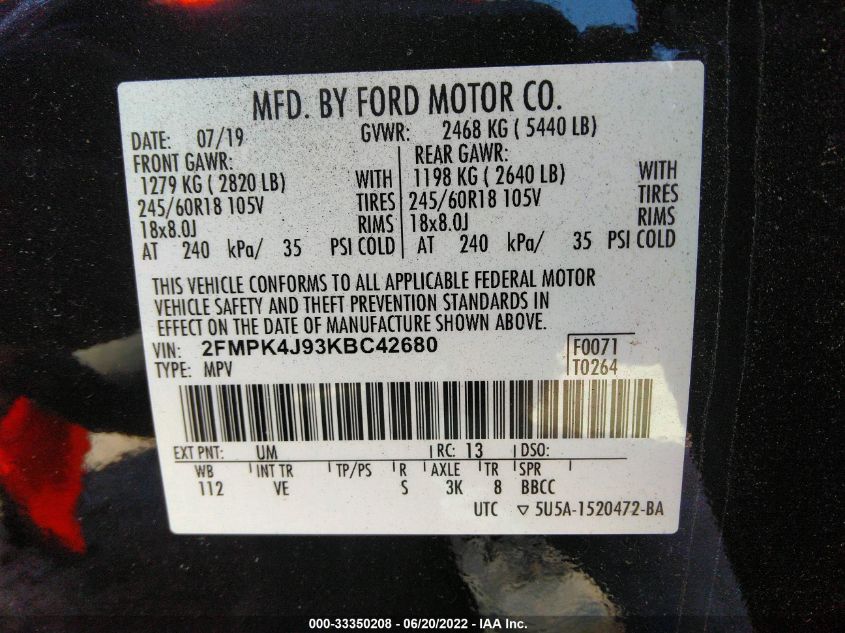 MFD. BY FORD MOTOR CO.
DATE: 07/19 GVWR: 2468 KG ( 5440 LB)
FRONT GAWR: REAR GAWR:
1279 KG ( 2820 LB) WITH 1198 KG ( 2640 LB) WITH
245/60R18 105V TIRES 245/60R18 105V TIRES
18x8.0J RIMS 18x8.0J RIMS
AT 240 kPa/ 35 PSI COLD AT 240 kPa/ 35 PSI COLD
THIS VEHICLE CONFORMS TO ALL APPLICABLE FEDERAL MOTOR
VEHICLE SAFETY AND THEFT PREVENTION STANDARDS IN
EFFECT ON THE DATE OF MANUFACTURE SHOWN ABOVE.
VIN: 2FMPK4J93KBC42680 F0071
TYPE: MPV T0264
EXT PNT: UM RC: 13 DSO:
WB INT TR TP/PS R AXLE TR SPR
112 VE S 3K 8 BBCC
UTC ▽ 5U5A-1520472-BA
000-33350208 - 06/20/2022 - IAA Inc.